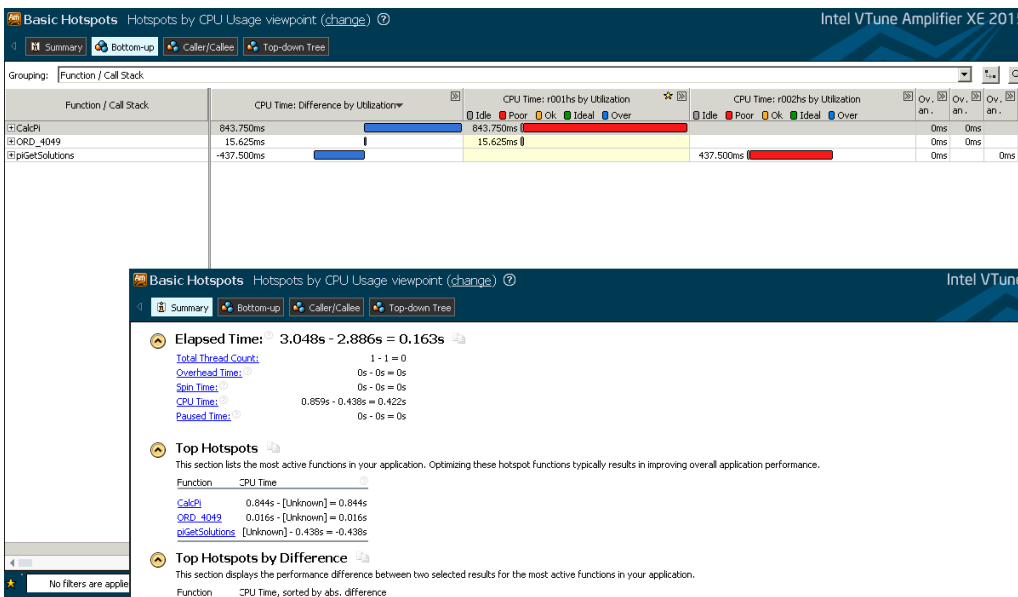 Basic Hotspots Hotspots by CPU Usage viewpoint (change) Intel VTune Amplifier XE 201
Summary Bottom-up Caller/Callee Top-down Tree
Grouping: Function / Call Stack
Function / Call Stack CPU Time: Difference by Utilization CPU Time: r001hs by Utilization CPU Time: r002hs by Utilization Ov. Ov. Ov.
Idle Poor Ok Ideal Over Idle Poor Ok Ideal Over an. an. an.
CalcPi 843.750ms 843.750ms 0ms 0ms
ORD_4049 15.625ms 15.625ms 0ms 0ms
piGetSolutions -437.500ms 437.500ms 0ms 0ms
Basic Hotspots Hotspots by CPU Usage viewpoint (change) Intel VTun
Summary Bottom-up Caller/Callee Top-down Tree
Elapsed Time: 3.048s - 2.886s = 0.163s
Total Thread Count: 1 - 1 = 0
Overhead Time: 0s - 0s = 0s
Spin Time: 0s - 0s = 0s
CPU Time: 0.859s - 0.438s = 0.422s
Paused Time: 0s - 0s = 0s
Top Hotspots
This section lists the most active functions in your application. Optimizing these hotspot functions typically results in improving overall application performance.
Function CPU Time
CalcPi 0.844s - [Unknown] = 0.844s
ORD_4049 0.016s - [Unknown] = 0.016s
piGetSolutions [Unknown] - 0.438s = -0.438s
Top Hotspots by Difference
This section displays the performance difference between two selected results for the most active functions in your application.
No filters are applie
Function CPU Time, sorted by abs. difference